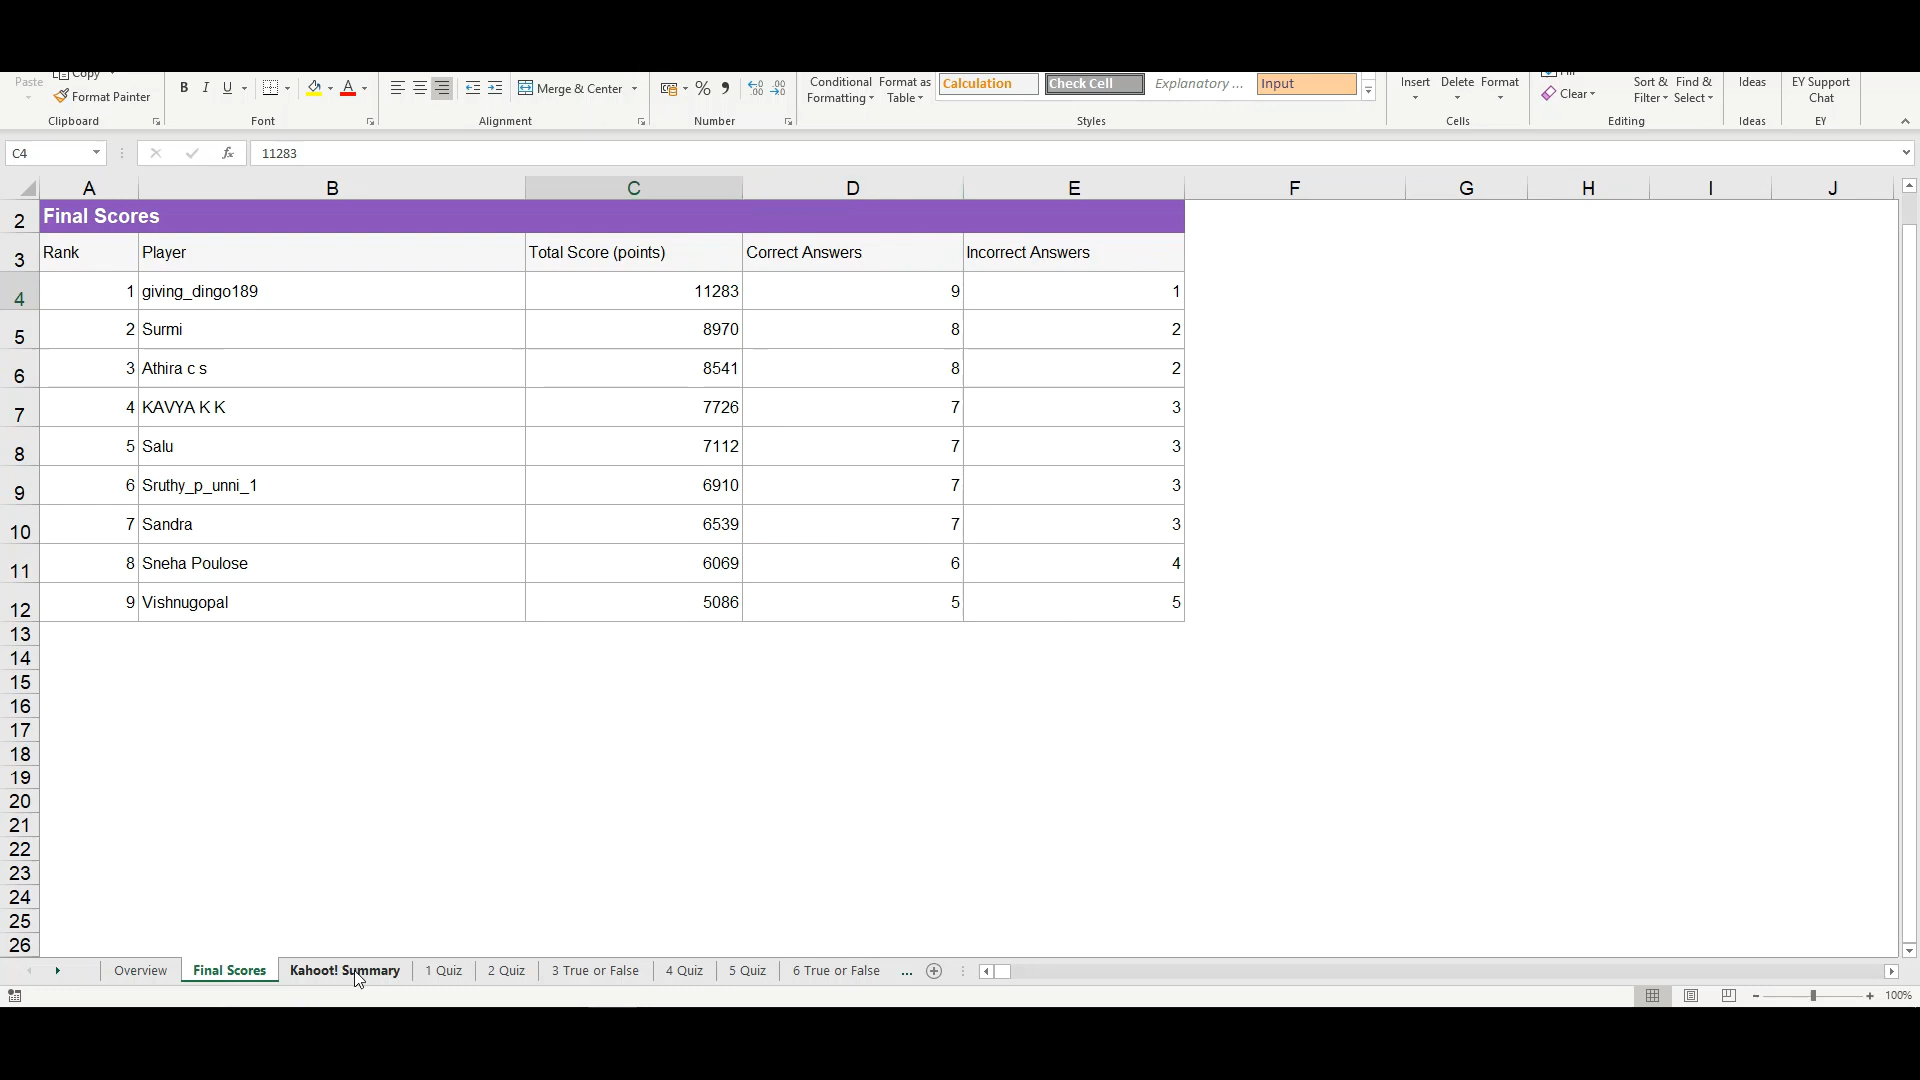 Paste Copy Format Painter Clipboard
B I U Font
Merge & Center Alignment
% Number
Conditional Formatting Format as Table Calculation Check Cell Explanatory ... Input Styles
Insert Delete Format Cells
Clear Sort & Filter Find & Select Editing
Ideas Ideas
EY Support Chat EY
C4 fx 11283
A B C D E F G H I J
2 Final Scores
3 Rank Player Total Score (points) Correct Answers Incorrect Answers
4 1 giving_dingo189 11283 9 1
5 2 Surmi 8970 8 2
6 3 Athira c s 8541 8 2
7 4 KAVYA K K 7726 7 3
8 5 Salu 7112 7 3
9 6 Sruthy_p_unni_1 6910 7 3
10 7 Sandra 6539 7 3
11 8 Sneha Poulose 6069 6 4
12 9 Vishnugopal 5086 5 5
13
14
15
16
17
18
19
20
21
22
23
24
25
26
Overview Final Scores Kahoot! Summary 1 Quiz 2 Quiz 3 True or False 4 Quiz 5 Quiz 6 True or False ...
100%